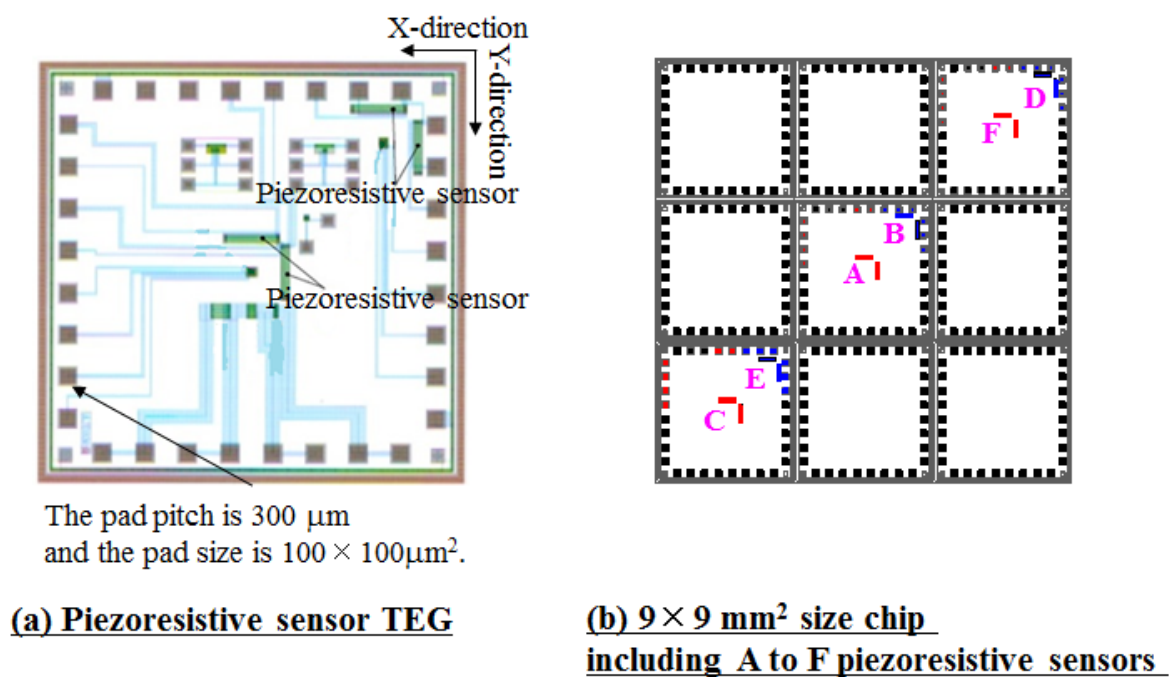 X-direction
Y-direction
Piezoresistive sensor
Piezoresistive sensor
The pad pitch is 300 μm
and the pad size is 100 × 100μm².
(a) Piezoresistive sensor TEG
D
F
B
A
E
C
(b) 9 × 9 mm² size chip
including A to F piezoresistive sensors